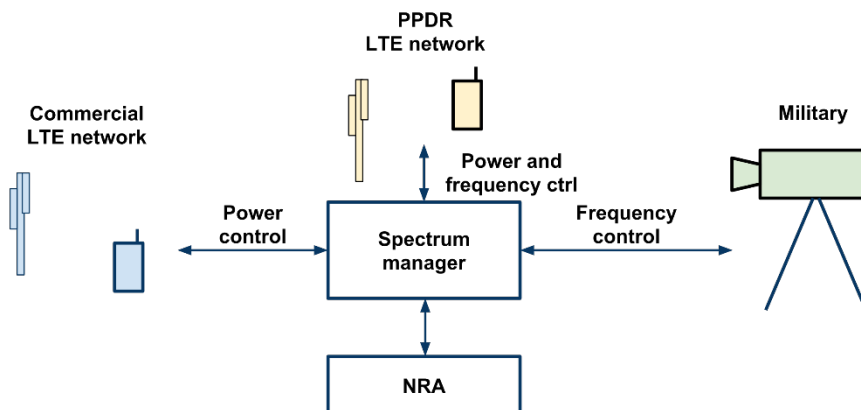 PPDR
LTE network
Commercial
LTE network
Military
Power and
frequency ctrl
Power
control
Spectrum
manager
Frequency
control
NRA